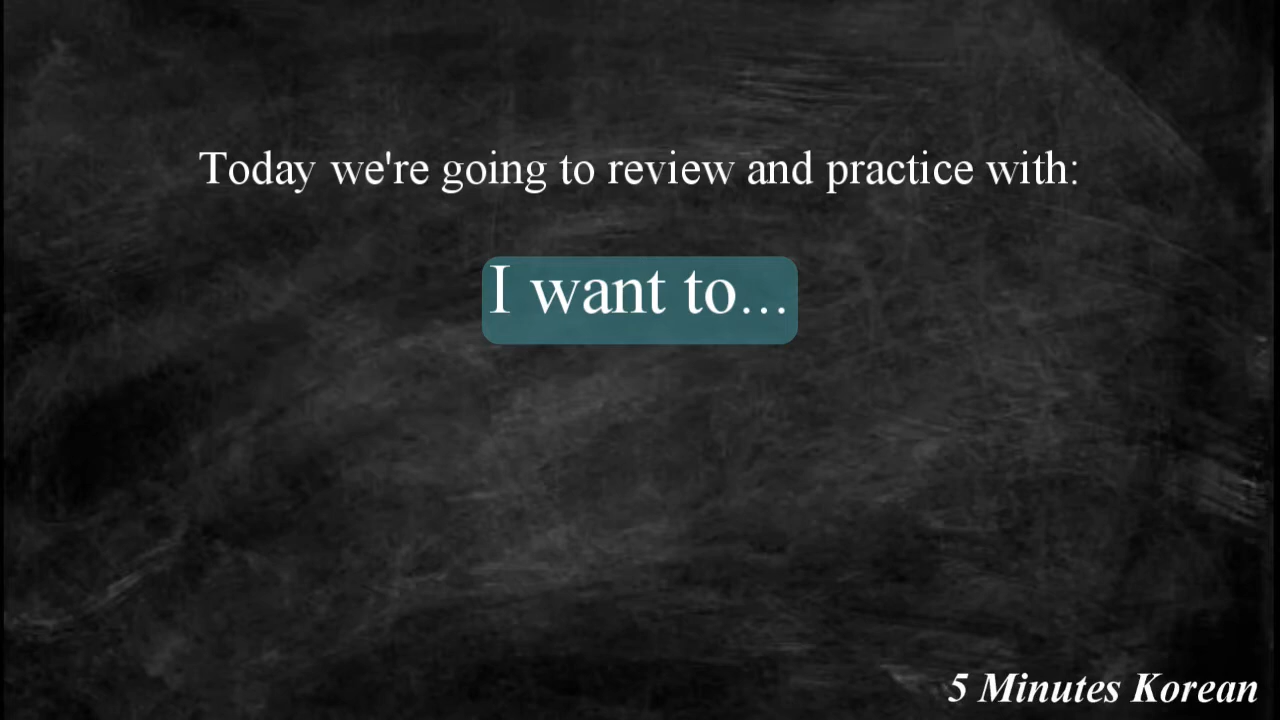 Today we're going to review and practice with:
I want to...
5 Minutes Korean